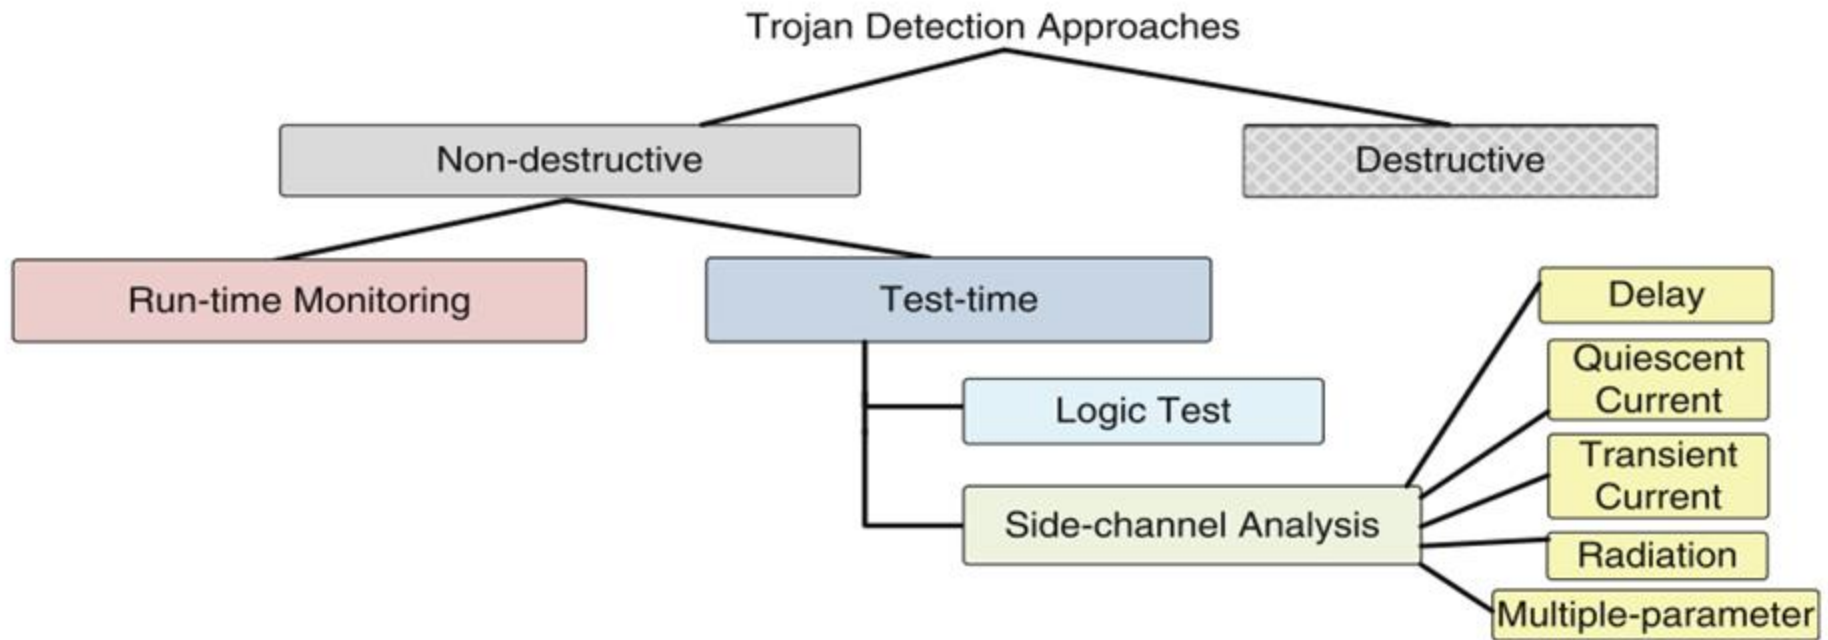 Trojan Detection Approaches
Non-destructive
Destructive
Run-time Monitoring
Test-time
Delay
Quiescent
Current
Logic Test
Transient
Current
Side-channel Analysis
Radiation
Multiple-parameter